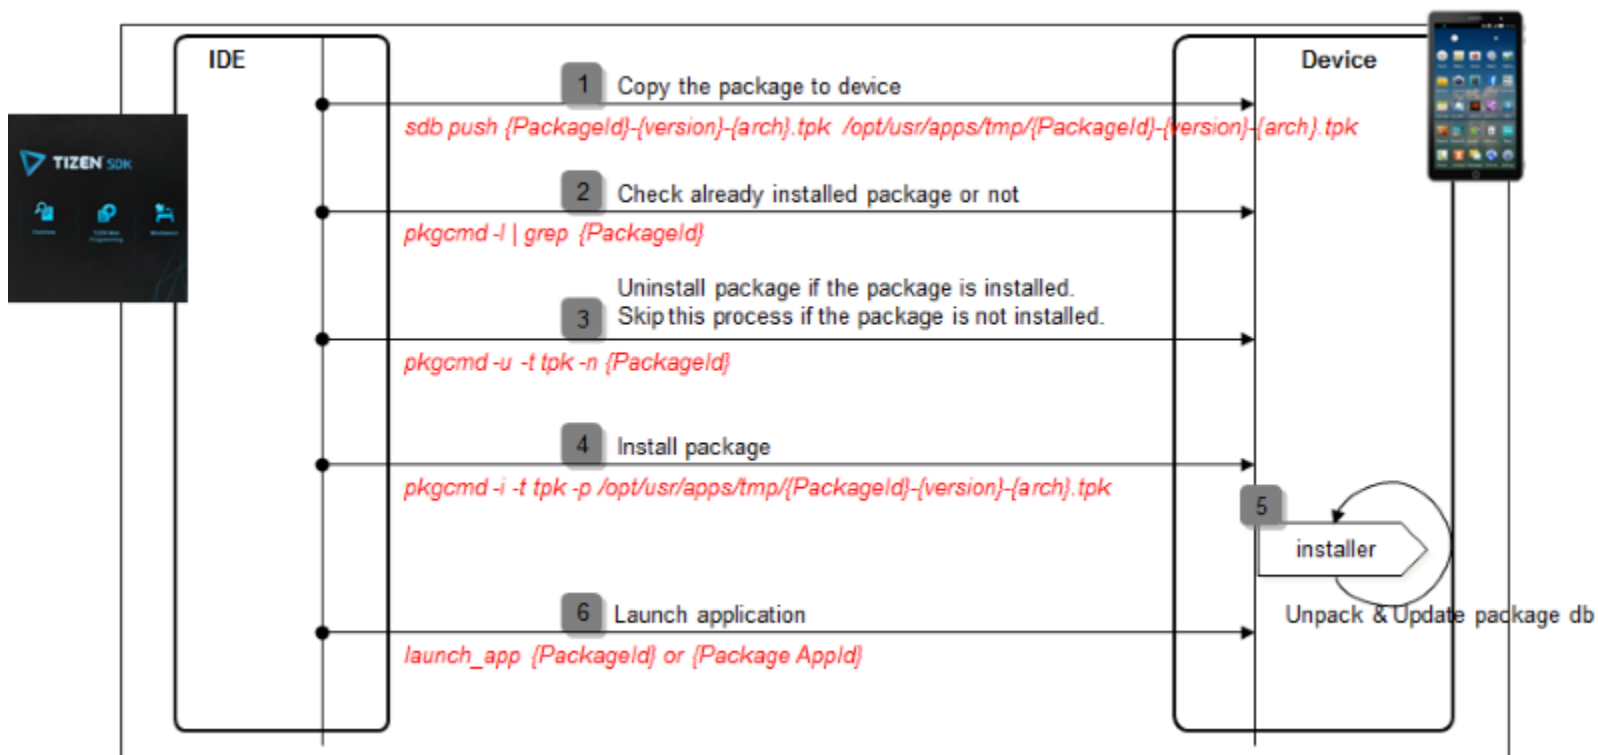 IDE
Device
1 Copy the package to device
sdb push {PackageId}-{version}-{arch}.tpk /opt/usr/apps/tmp/{PackageId}-{version}-{arch}.tpk
TIZEN SDK
2 Check already installed package or not
pkgcmd -l | grep {PackageId}
Uninstall package if the package is installed.
3 Skip this process if the package is not installed.
pkgcmd -u -t tpk -n {PackageId}
4 Install package
pkgcmd -i -t tpk -p /opt/usr/apps/tmp/{PackageId}-{version}-{arch}.tpk
5
installer
Unpack & Update package db
6 Launch application
launch_app {PackageId} or {Package AppId}